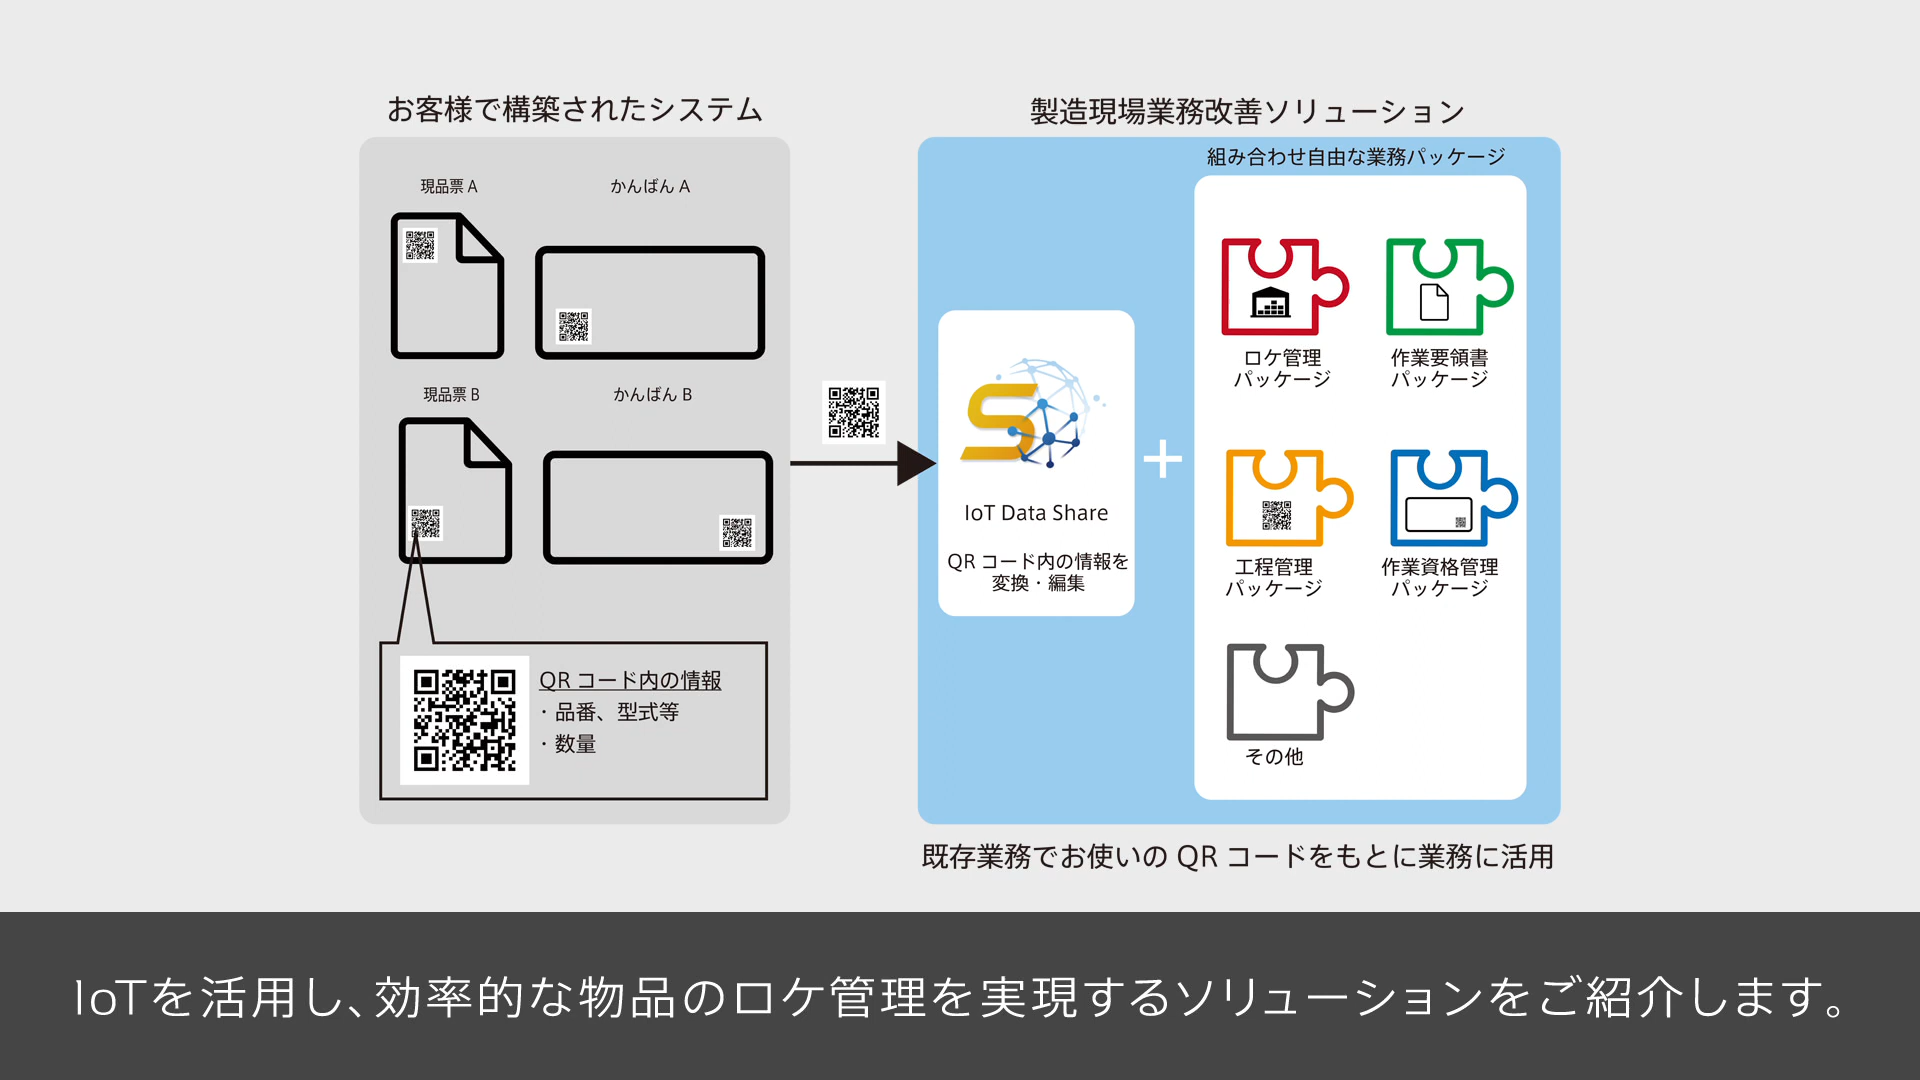 お客様で構築されたシステム
現品票 A
かんばん A
現品票 B
かんばん B
QR コード内の情報
・品番、型式等
・数量
製造現場業務改善ソリューション
組み合わせ自由な業務パッケージ
IoT Data Share
QR コード内の情報を
変換・編集
ロケ管理
パッケージ
作業要領書
パッケージ
工程管理
パッケージ
作業資格管理
パッケージ
その他
既存業務でお使いの QR コードをもとに業務に活用
IoTを活用し、効率的な物品のロケ管理を実現するソリューションをご紹介します。